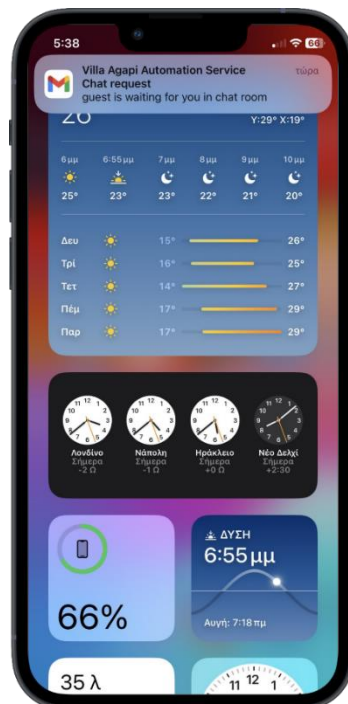 5:38
66
Villa Agapi Automation Service
τώρα
Chat request
guest is waiting for you in chat room
26
Υ:29° Χ:19°
6 μμ 6:55 μμ 7 μμ 8 μμ 9 μμ 10 μμ
25° 23° 23° 22° 21° 20°
Δευ 15° 26°
Τρί 16° 25°
Τετ 14° 27°
Πέμ 17° 29°
Παρ 17° 29°
Λονδίνο Νάπολη Ηράκλειο Νέο Δελχί
Σήμερα Σήμερα Σήμερα Σήμερα
-2 Ω -1 Ω +0 Ω +2:30
ΔΥΣΗ
6:55 μμ
66%
Αυγή: 7:18 πμ
35 λ
11 12 1